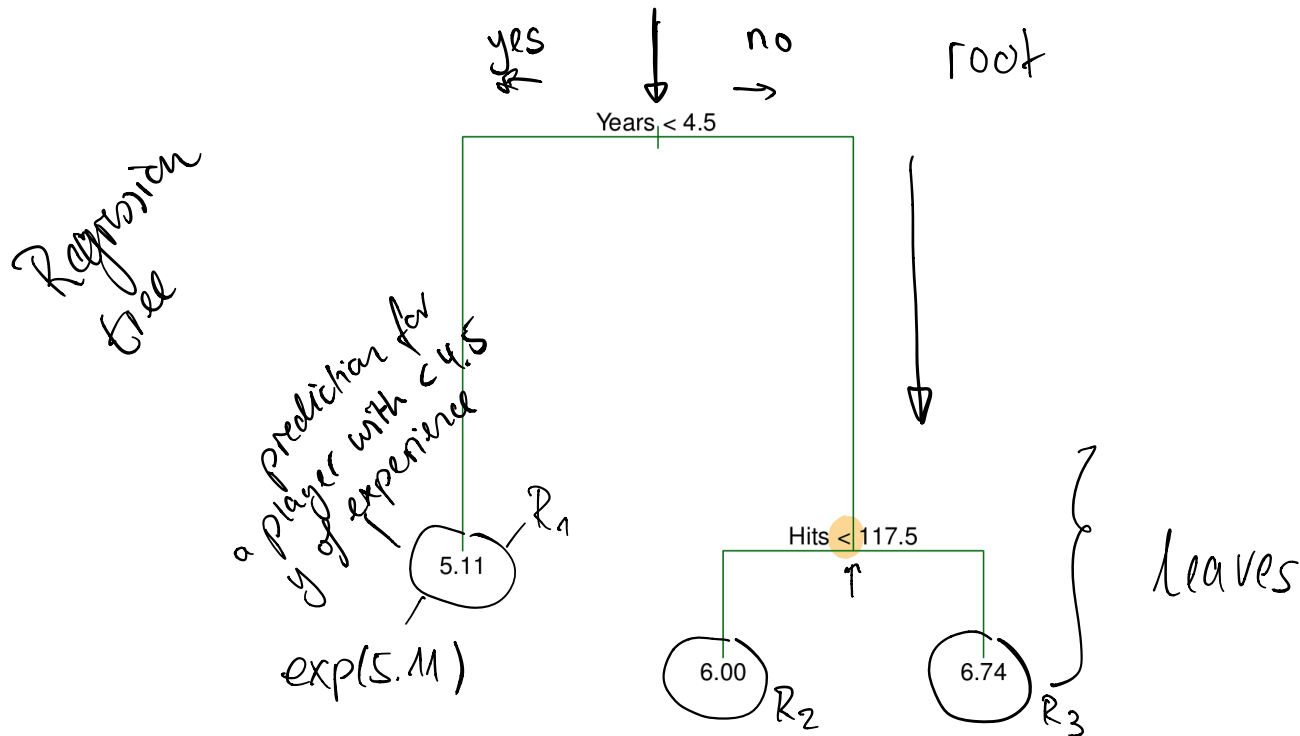 yes
no
root
←
→
Years < 4.5
Regression
tree
prediction for
a player with < 4.5
y of experience
R₁
5.11
exp(5.11)
Hits < 117.5
↑
leaves
6.00
R₂
6.74
R₃